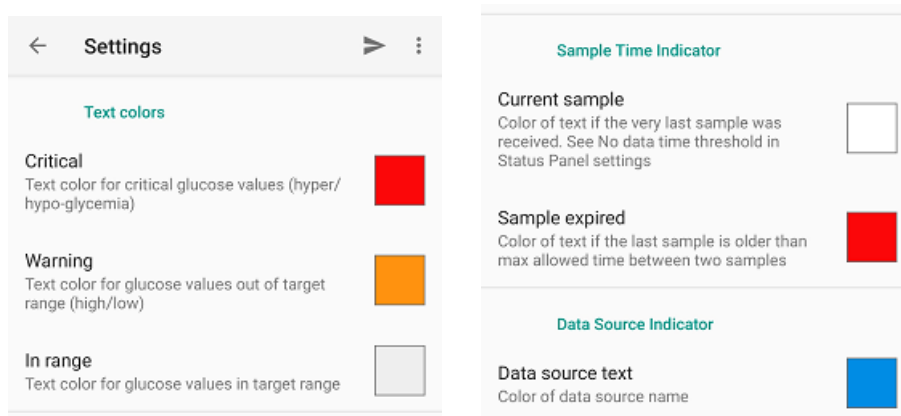 Settings
Text colors
Critical
Text color for critical glucose values (hyper/
hypo-glycemia)
Warning
Text color for glucose values out of target
range (high/low)
In range
Text color for glucose values in target range
Sample Time Indicator
Current sample
Color of text if the very last sample was
received. See No data time threshold in
Status Panel settings
Sample expired
Color of text if the last sample is older than
max allowed time between two samples
Data Source Indicator
Data source text
Color of data source name